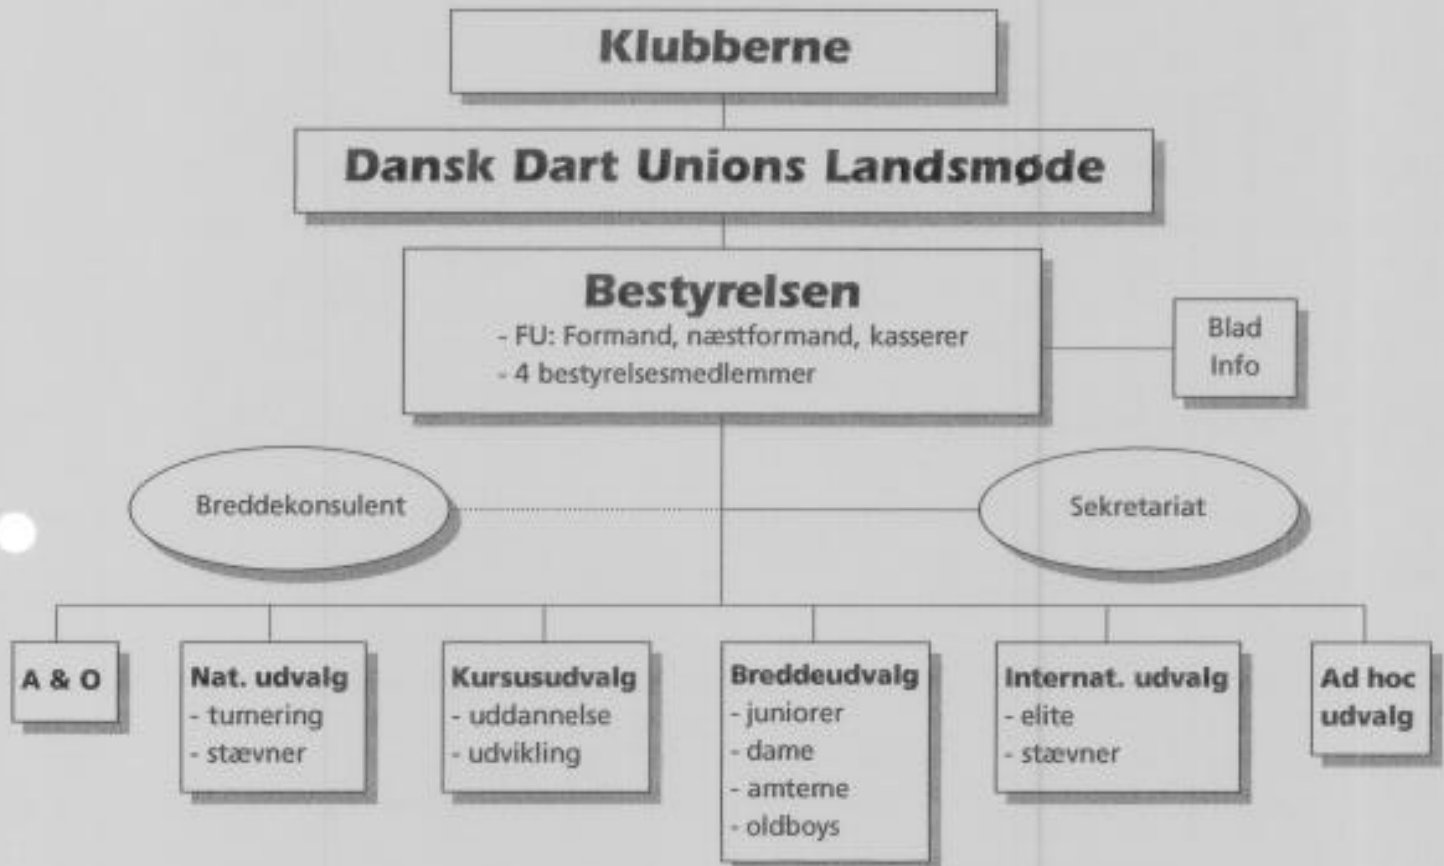 Klubberne
Dansk Dart Unions Landsmøde
Bestyrelsen
- FU: Formand, næstformand, kasserer
- 4 bestyrelsesmedlemmer
Blad
Info
Breddekonsulent
Sekretariat
A & O
Nat. udvalg
- turnering
- stævner
Kursusudvalg
- uddannelse
- udvikling
Breddeudvalg
- juniorer
- dame
- amterne
- oldboys
Internat. udvalg
- elite
- stævner
Ad hoc
udvalg